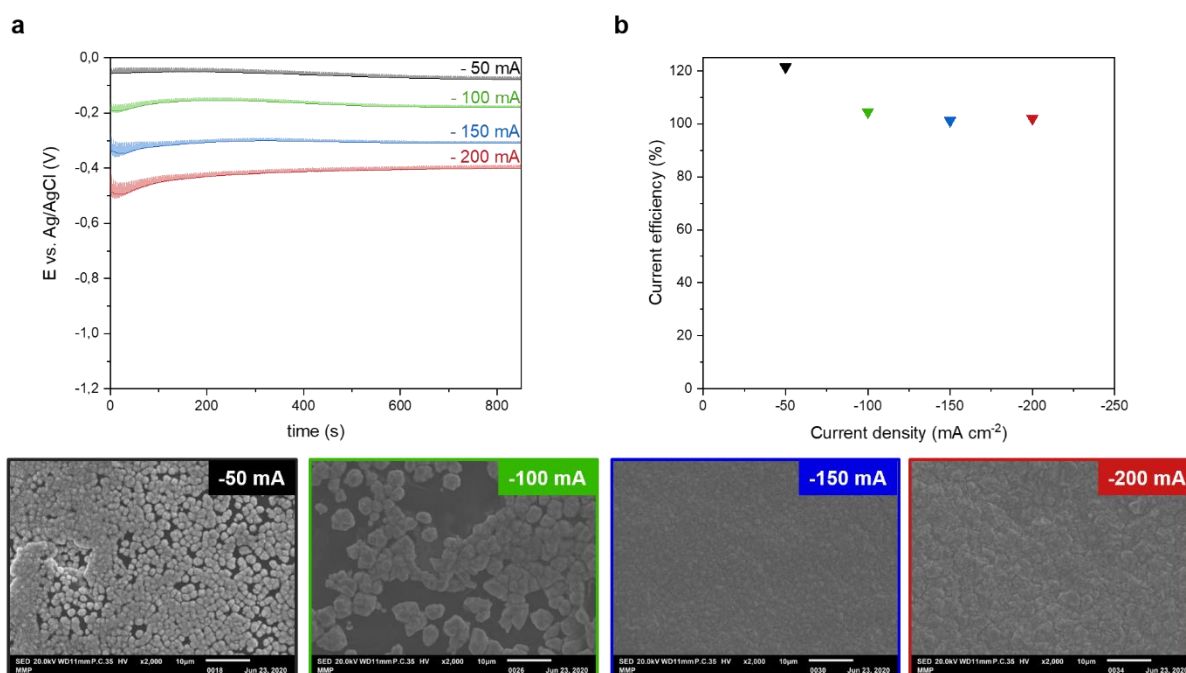 a
E vs. Ag/AgCl (V)
0,0
-0,2
-0,4
-0,6
-0,8
-1,0
-1,2
- 50 mA
- 100 mA
- 150 mA
- 200 mA
0
200
400
600
800
time (s)
b
Current efficiency (%)
120
100
80
60
40
20
0
0
-50
-100
-150
-200
-250
Current density (mA cm⁻²)
-50 mA
SED 20.0kV WD11mmP.C.35 HV x2,000 10μm
MMP 0018 Jun 23, 2020
-100 mA
SED 20.0kV WD11mmP.C.35 HV x2,000 10μm
MMP 0026 Jun 23, 2020
-150 mA
SED 20.0kV WD11mmP.C.35 HV x2,000 10μm
MMP 0030 Jun 23, 2020
-200 mA
SED 20.0kV WD11mmP.C.35 HV x2,000 10μm
MMP 0034 Jun 23, 2020